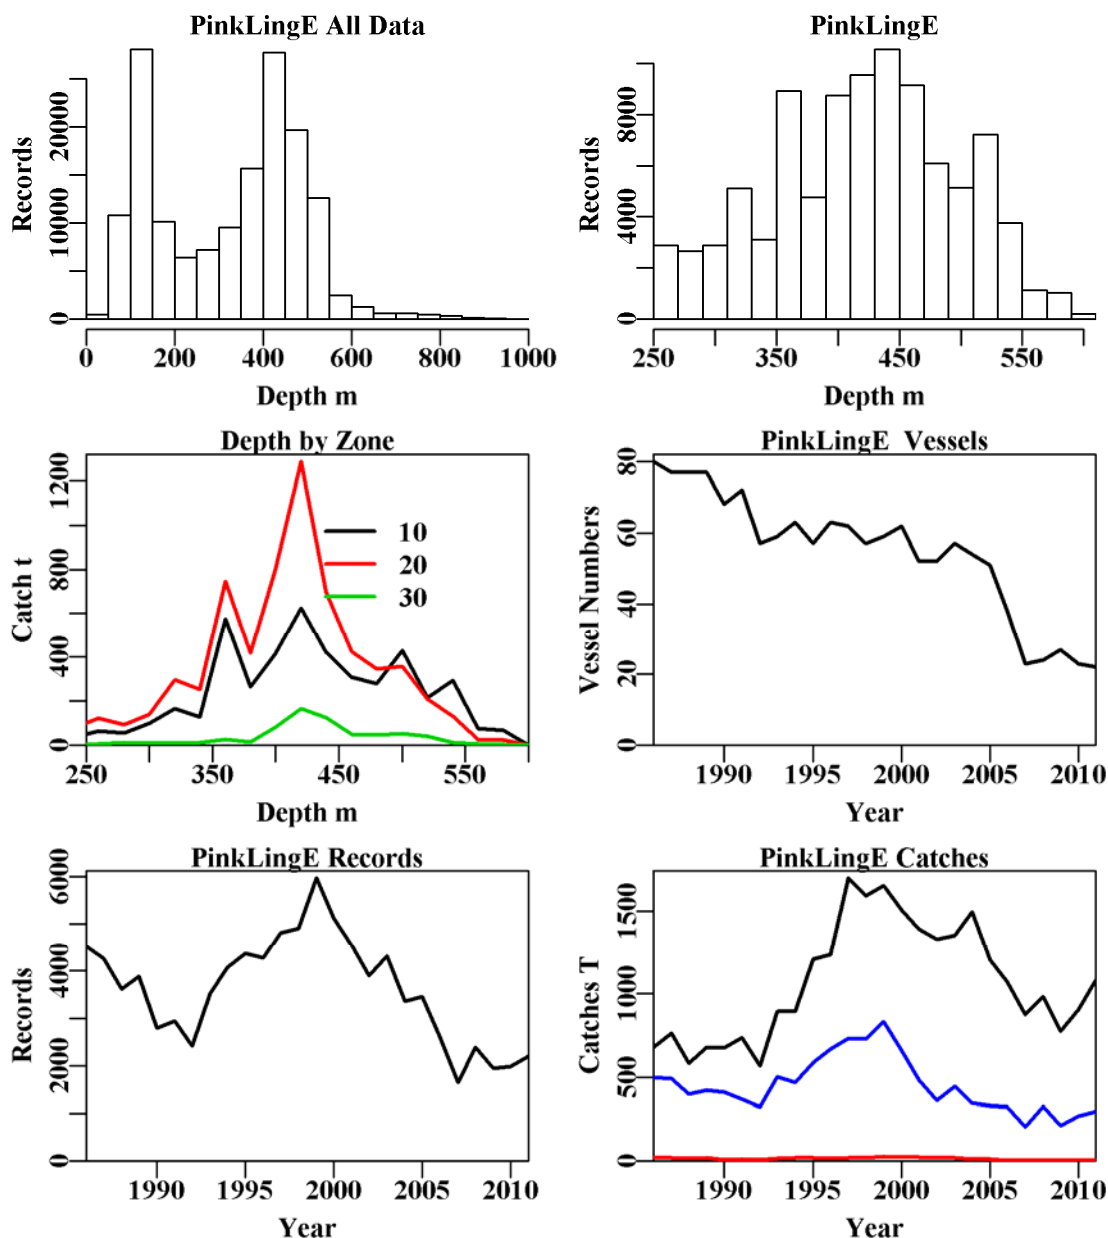 PinkLingE All Data
Records
0 10000 20000
0 200 400 600 800 1000
Depth m
PinkLingE
Records
0 4000 8000
250 350 450 550
Depth m
Depth by Zone
Catch t
0 400 800 1200
10
20
30
250 350 450 550
Depth m
PinkLingE Vessels
Vessel Numbers
0 20 40 60 80
1990 1995 2000 2005 2010
Year
PinkLingE Records
Records
0 2000 4000 6000
1990 1995 2000 2005 2010
Year
PinkLingE Catches
Catches T
0 500 1000 1500
1990 1995 2000 2005 2010
Year